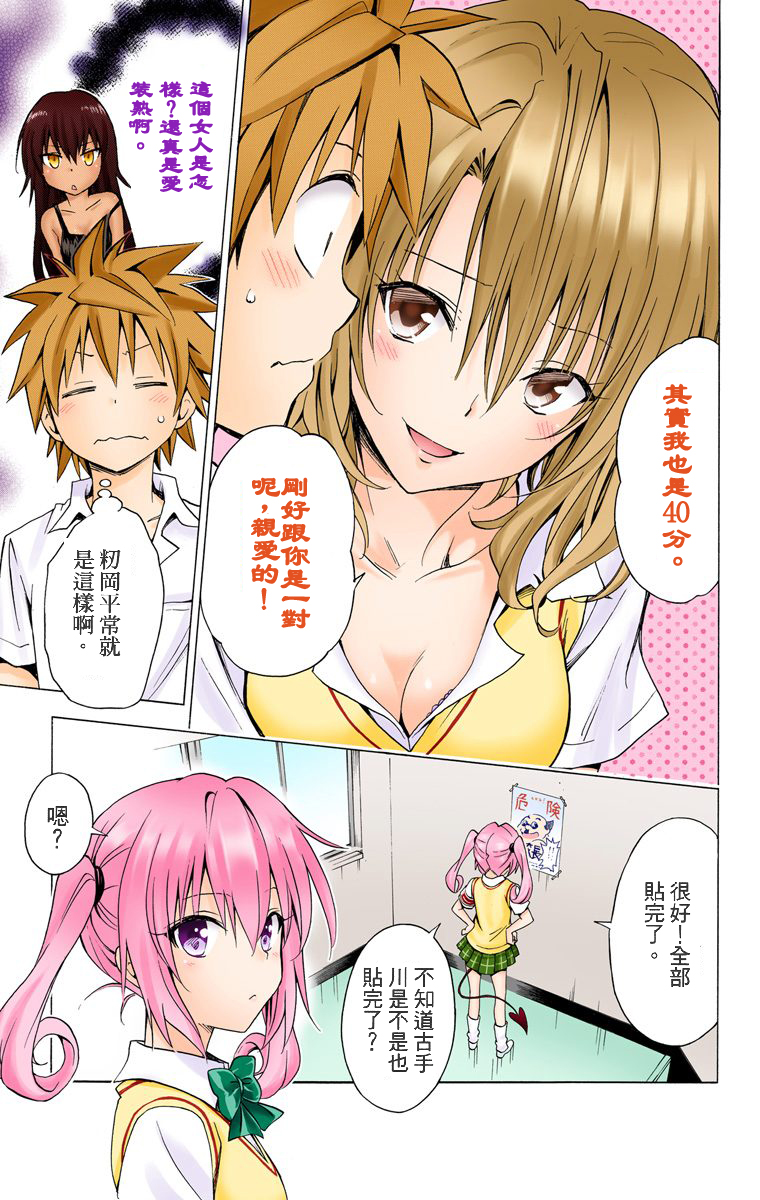 其實我也是40分。
剛好跟你是一對
呢，親愛的！
這個女人是怎
樣？還真是愛
裝熟啊。
籾岡平常就
是這樣啊。
很好！全部
貼完了。
危険
張
不知道古手
川是不是也
貼完了？
嗯？